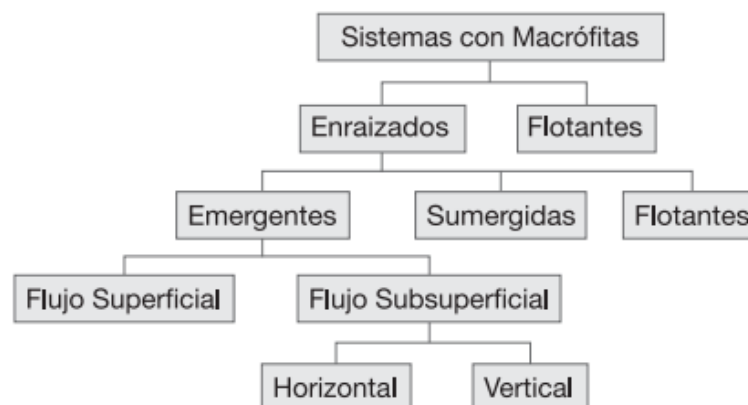 Sistemas con Macrófitas
Enraizados
Flotantes
Emergentes
Sumergidas
Flotantes
Flujo Superficial
Flujo Subsuperficial
Horizontal
Vertical